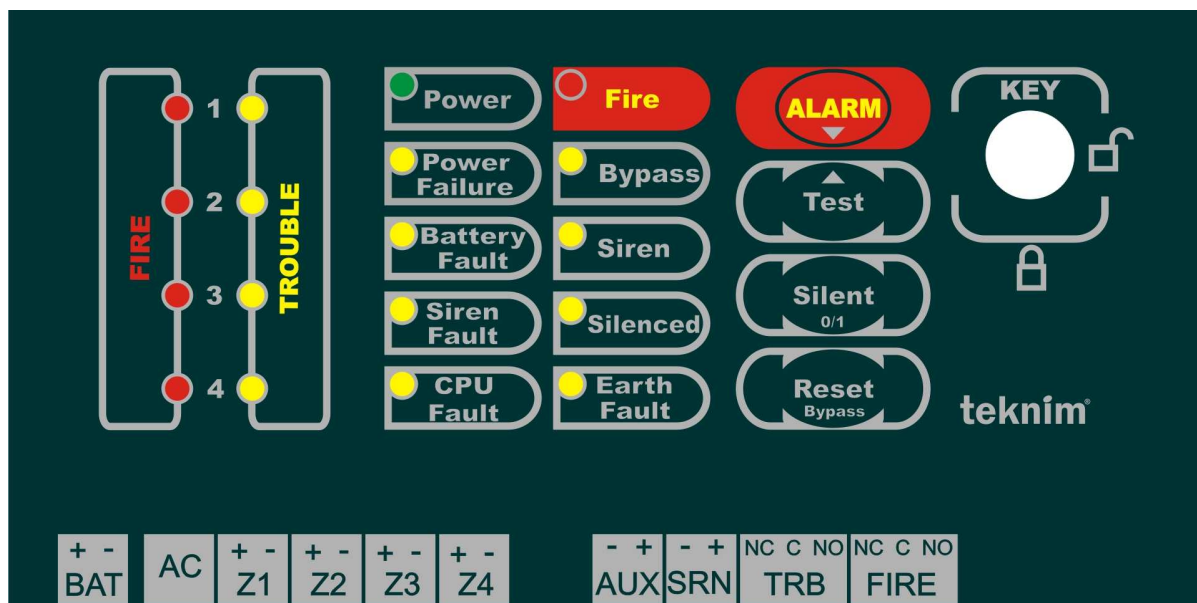 FIRE
1
2
3
4
TROUBLE
Power
Power
Failure
Battery
Fault
Siren
Fault
CPU
Fault
Fire
Bypass
Siren
Silenced
Earth
Fault
ALARM
Test
Silent
0/1
Reset
Bypass
KEY
teknim®
+ -
BAT
AC
+ -
Z1
+ -
Z2
+ -
Z3
+ -
Z4
- +
AUX
- +
SRN
NC C NO
TRB
NC C NO
FIRE